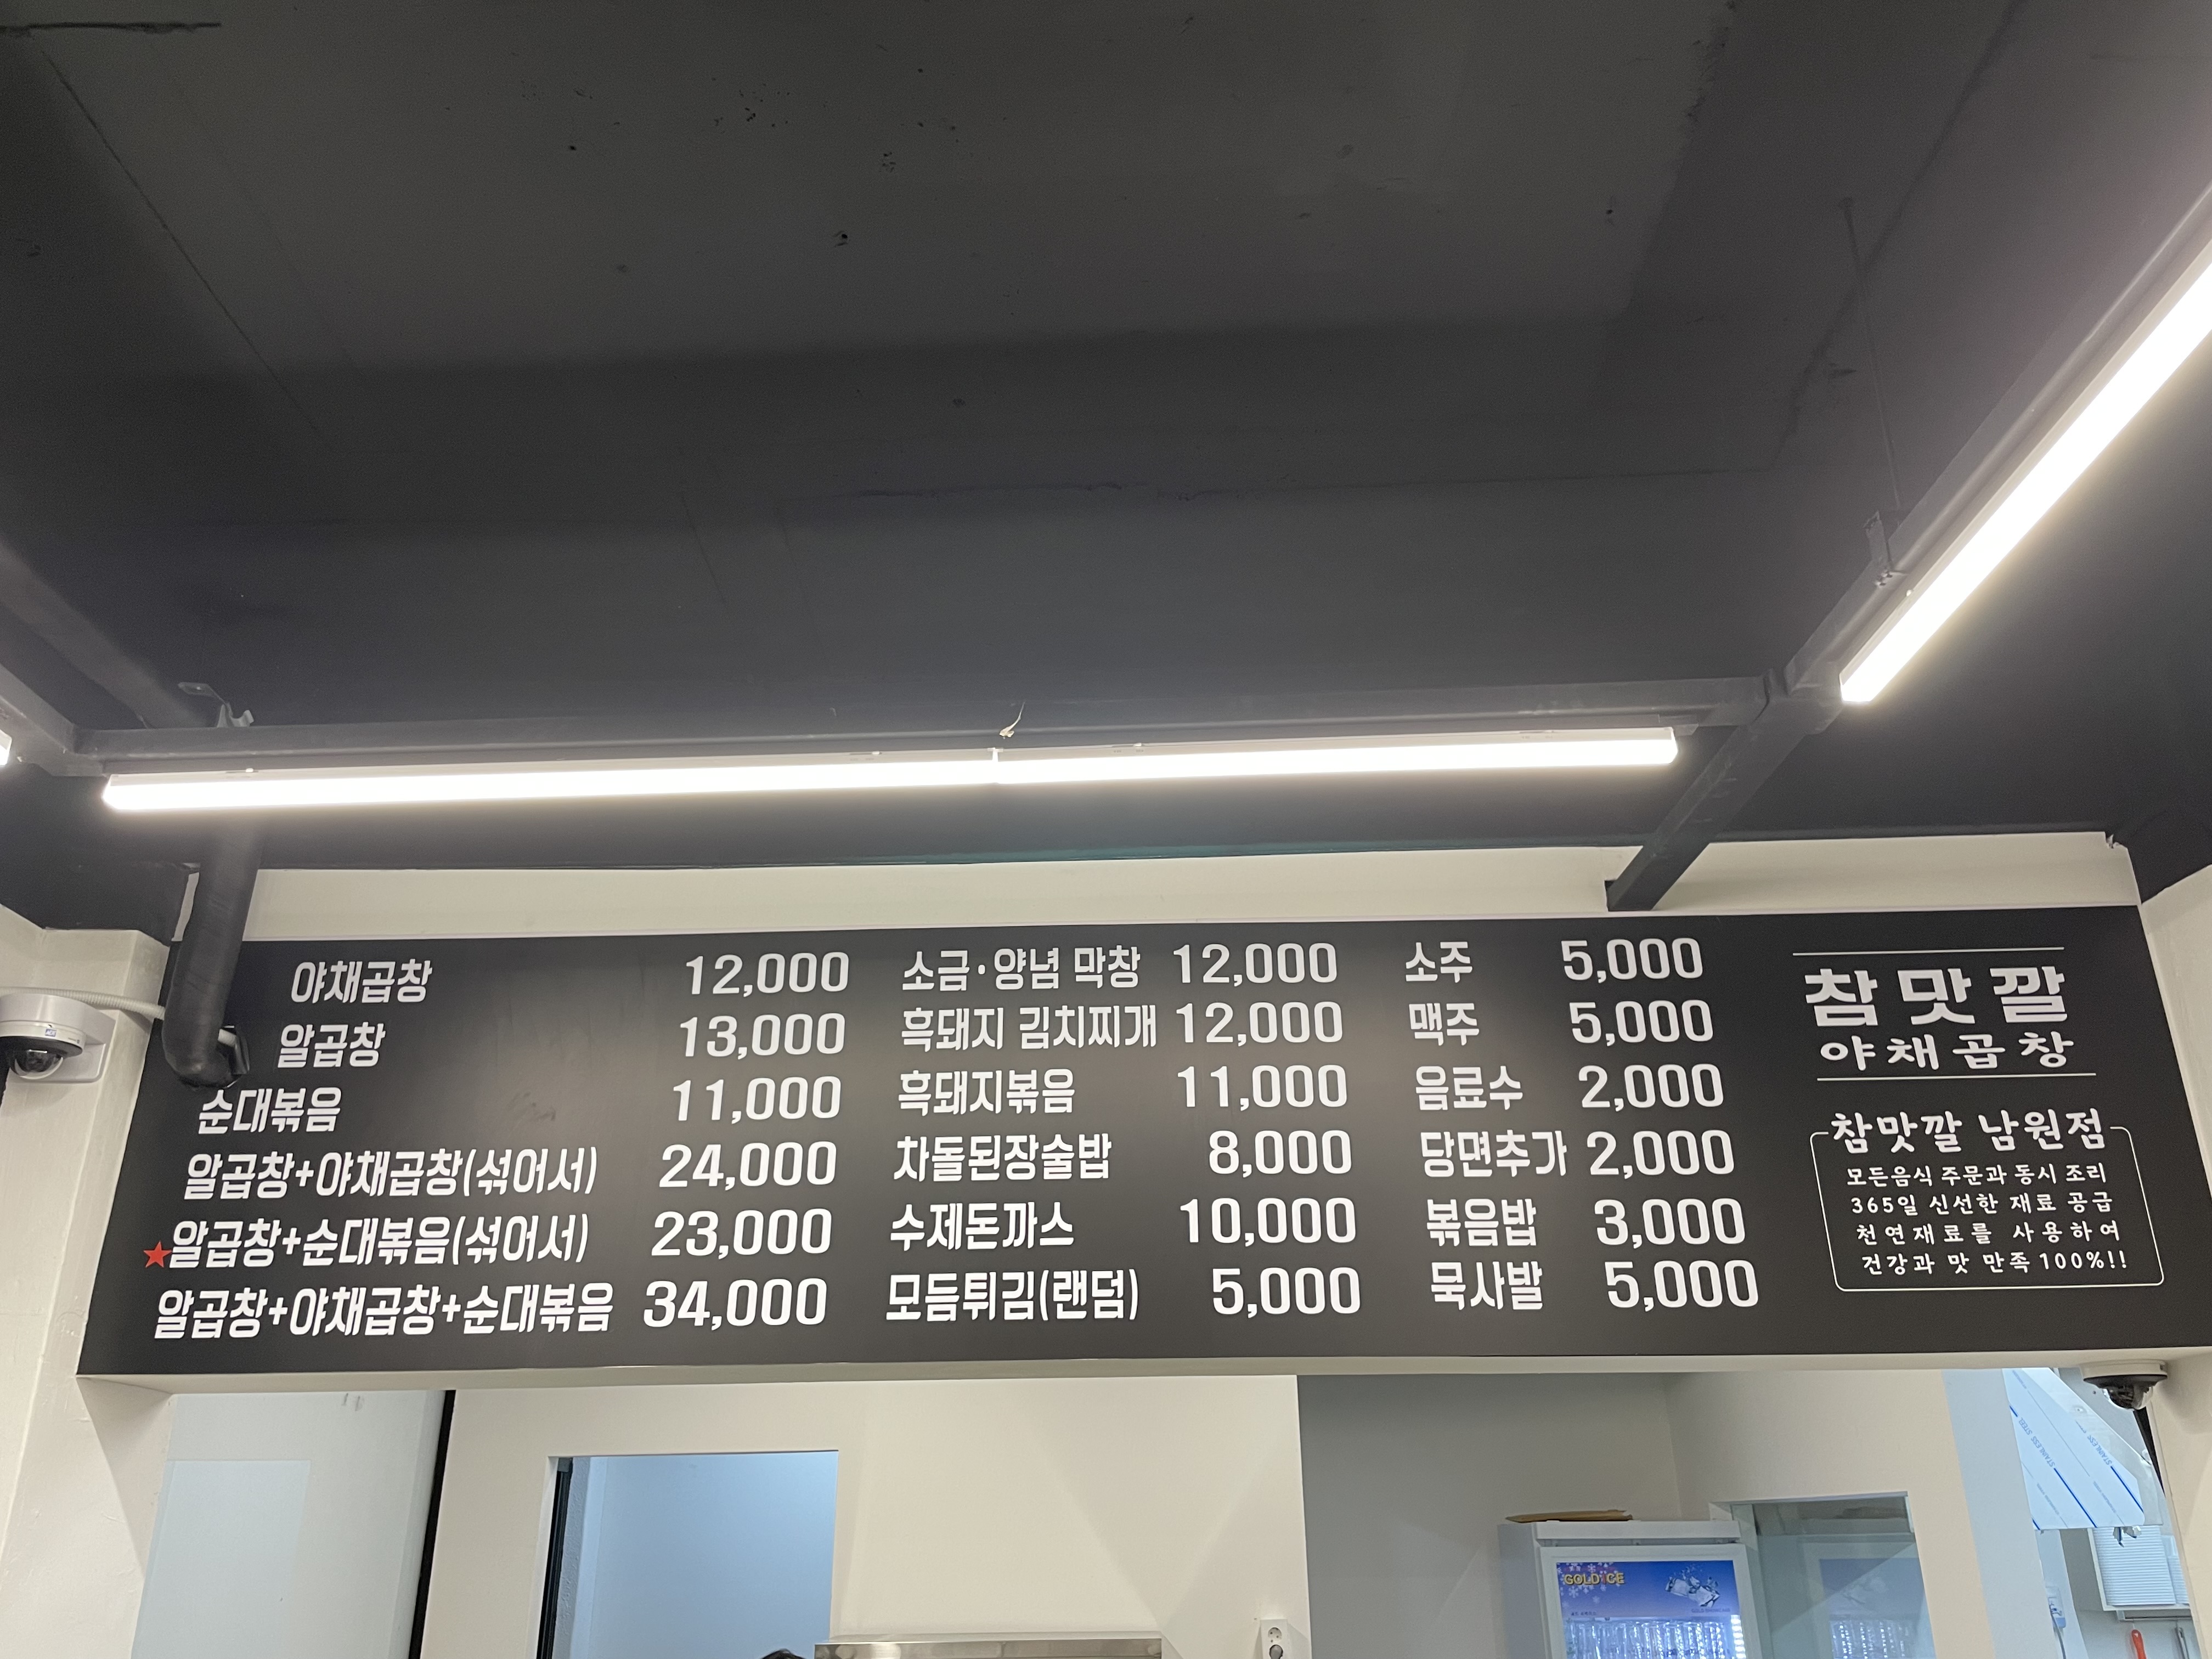 야채곱창 12,000
알곱창 13,000
순대볶음 11,000
알곱창+야채곱창(섞어서) 24,000
★알곱창+순대볶음(섞어서) 23,000
알곱창+야채곱창+순대볶음 34,000
소금·양념 막창 12,000
흑돼지 김치찌개 12,000
흑돼지볶음 11,000
차돌된장술밥 8,000
수제돈까스 10,000
모듬튀김(랜덤) 5,000
소주 5,000
맥주 5,000
음료수 2,000
당면추가 2,000
볶음밥 3,000
묵사발 5,000
참맛깔
야채곱창
참맛깔 남원점
모든음식 주문과 동시 조리
365일 신선한 재료 공급
천연재료를 사용하여
건강과 맛 만족 100%!!
GOLD ICE
STAINLESS STEEL